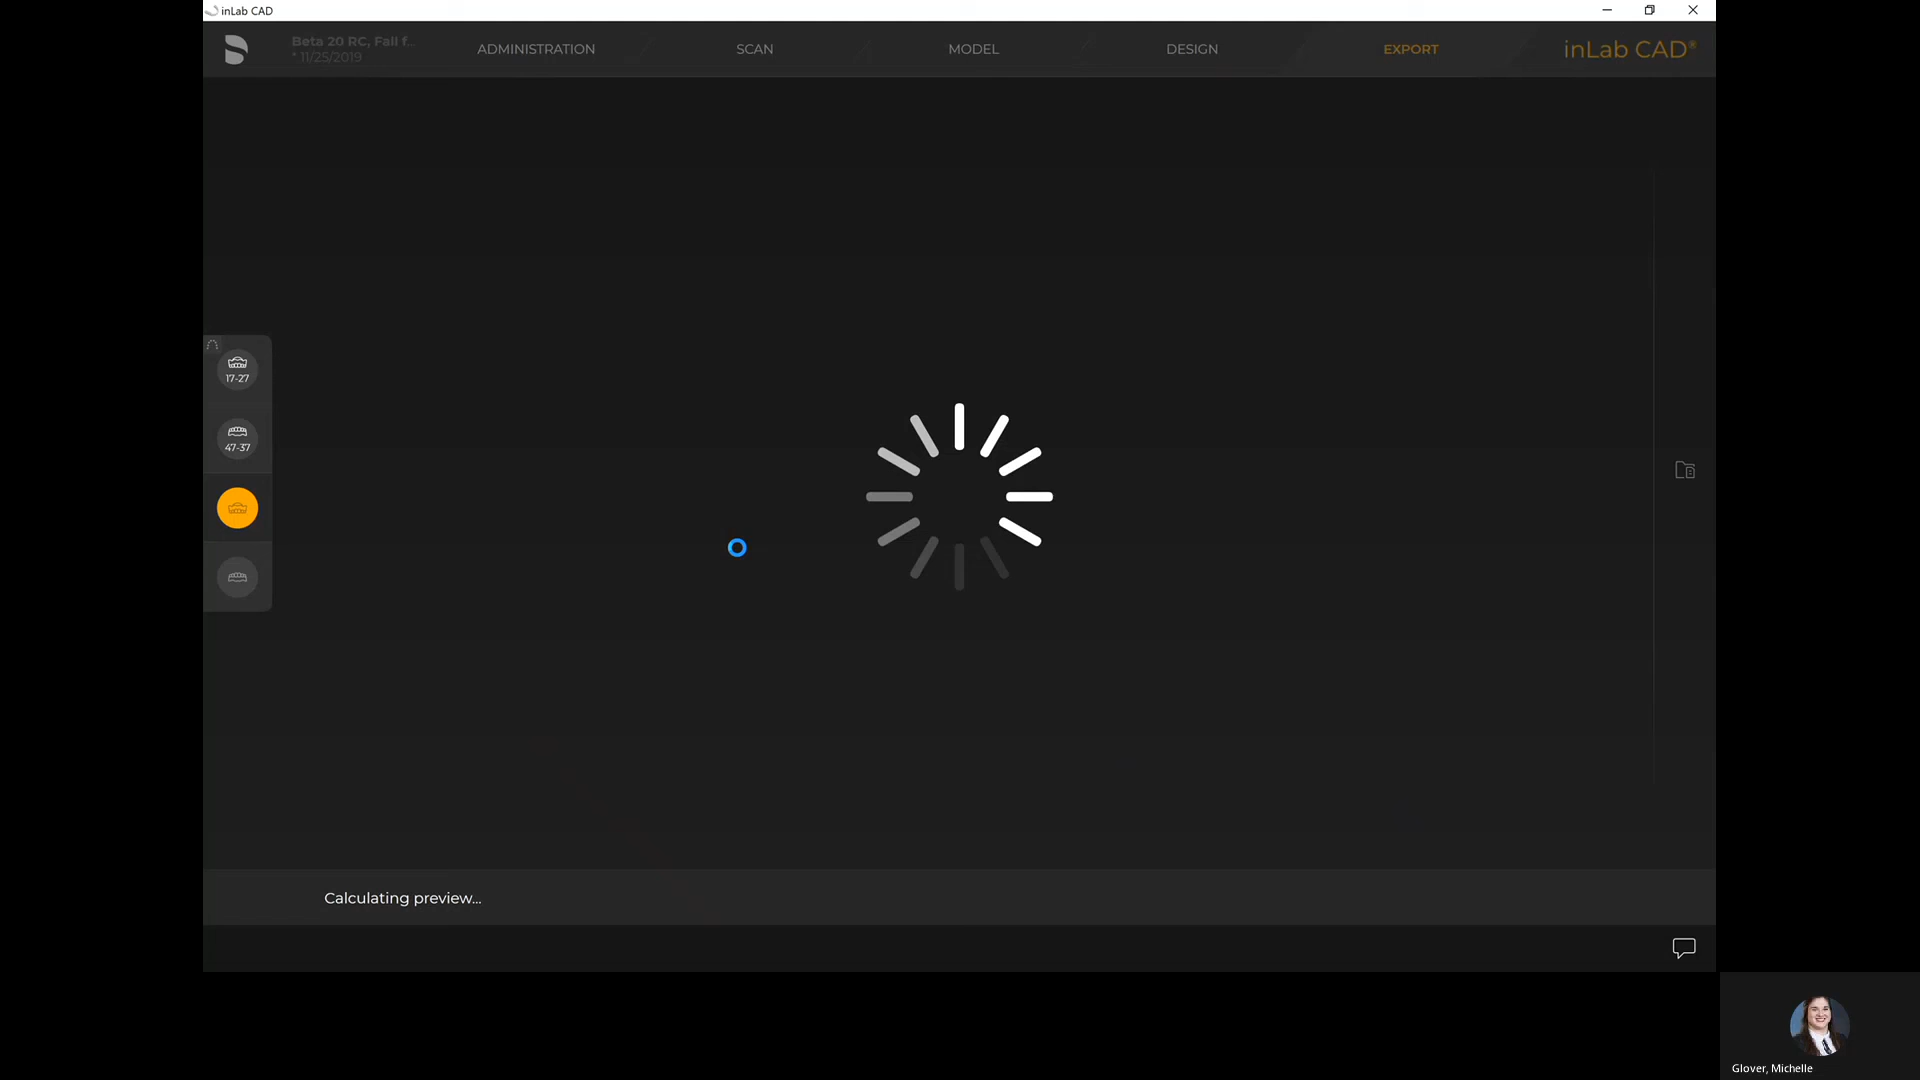 inLab CAD
Beta 20 RC, Fall f...
* 11/25/2019
ADMINISTRATION
SCAN
MODEL
DESIGN
EXPORT
inLab CAD®
17-27
47-37
Calculating preview...
Glover, Michelle